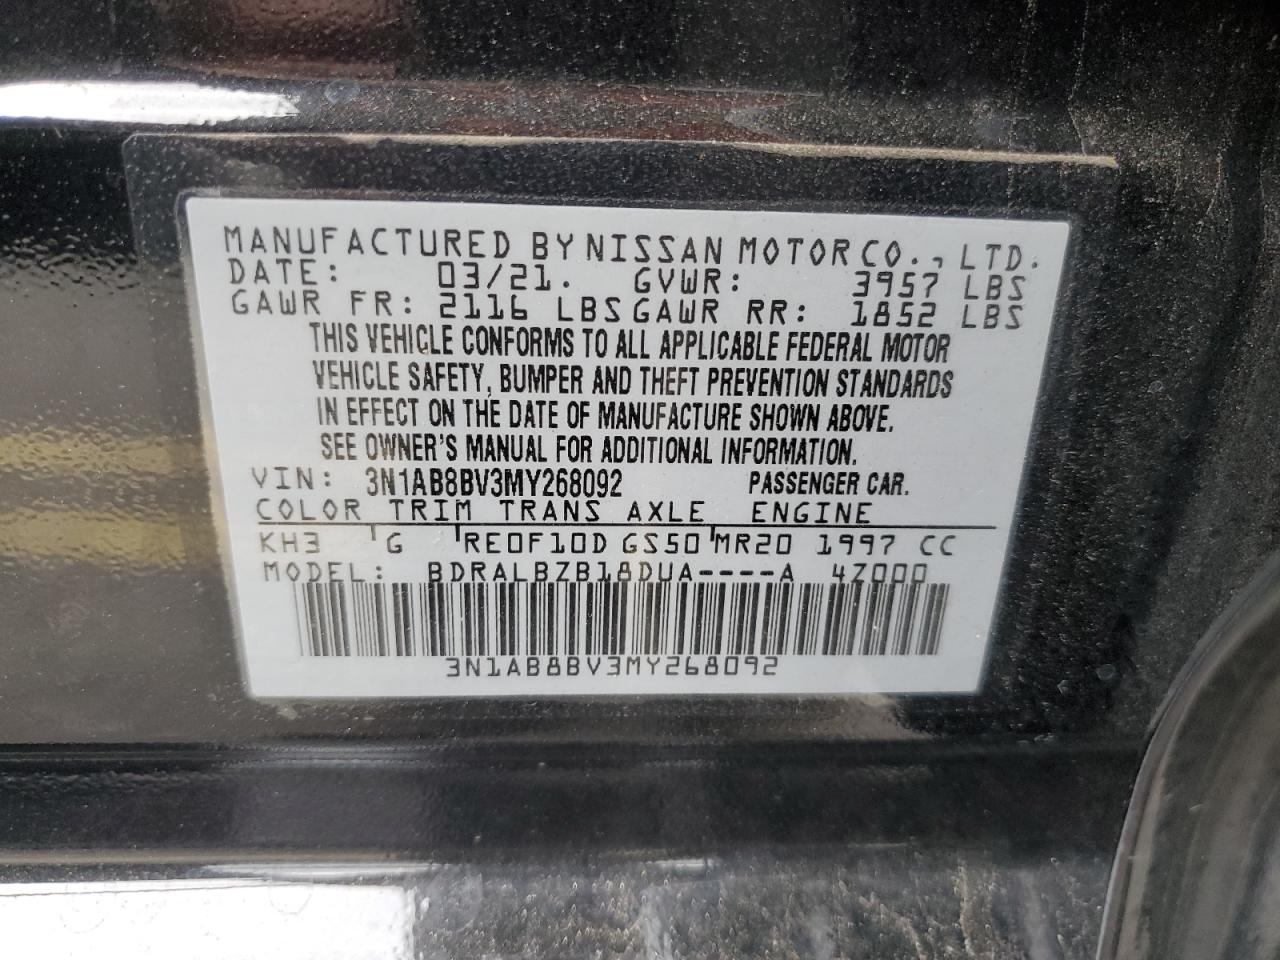 MANUFACTURED BY NISSAN MOTOR CO., LTD.
DATE: 03/21. GVWR: 3957 LBS
GAWR FR: 2116 LBS GAWR RR: 1852 LBS
THIS VEHICLE CONFORMS TO ALL APPLICABLE FEDERAL MOTOR
VEHICLE SAFETY, BUMPER AND THEFT PREVENTION STANDARDS
IN EFFECT ON THE DATE OF MANUFACTURE SHOWN ABOVE.
SEE OWNER'S MANUAL FOR ADDITIONAL INFORMATION.
VIN: 3N1AB8BV3MY268092 PASSENGER CAR.
COLOR TRIM TRANS AXLE ENGINE
KH3 G RE0F10D GS50 MR20 1997 CC
MODEL: BDRALBZB18DUA----A 4Z000
3N1AB8BV3MY268092